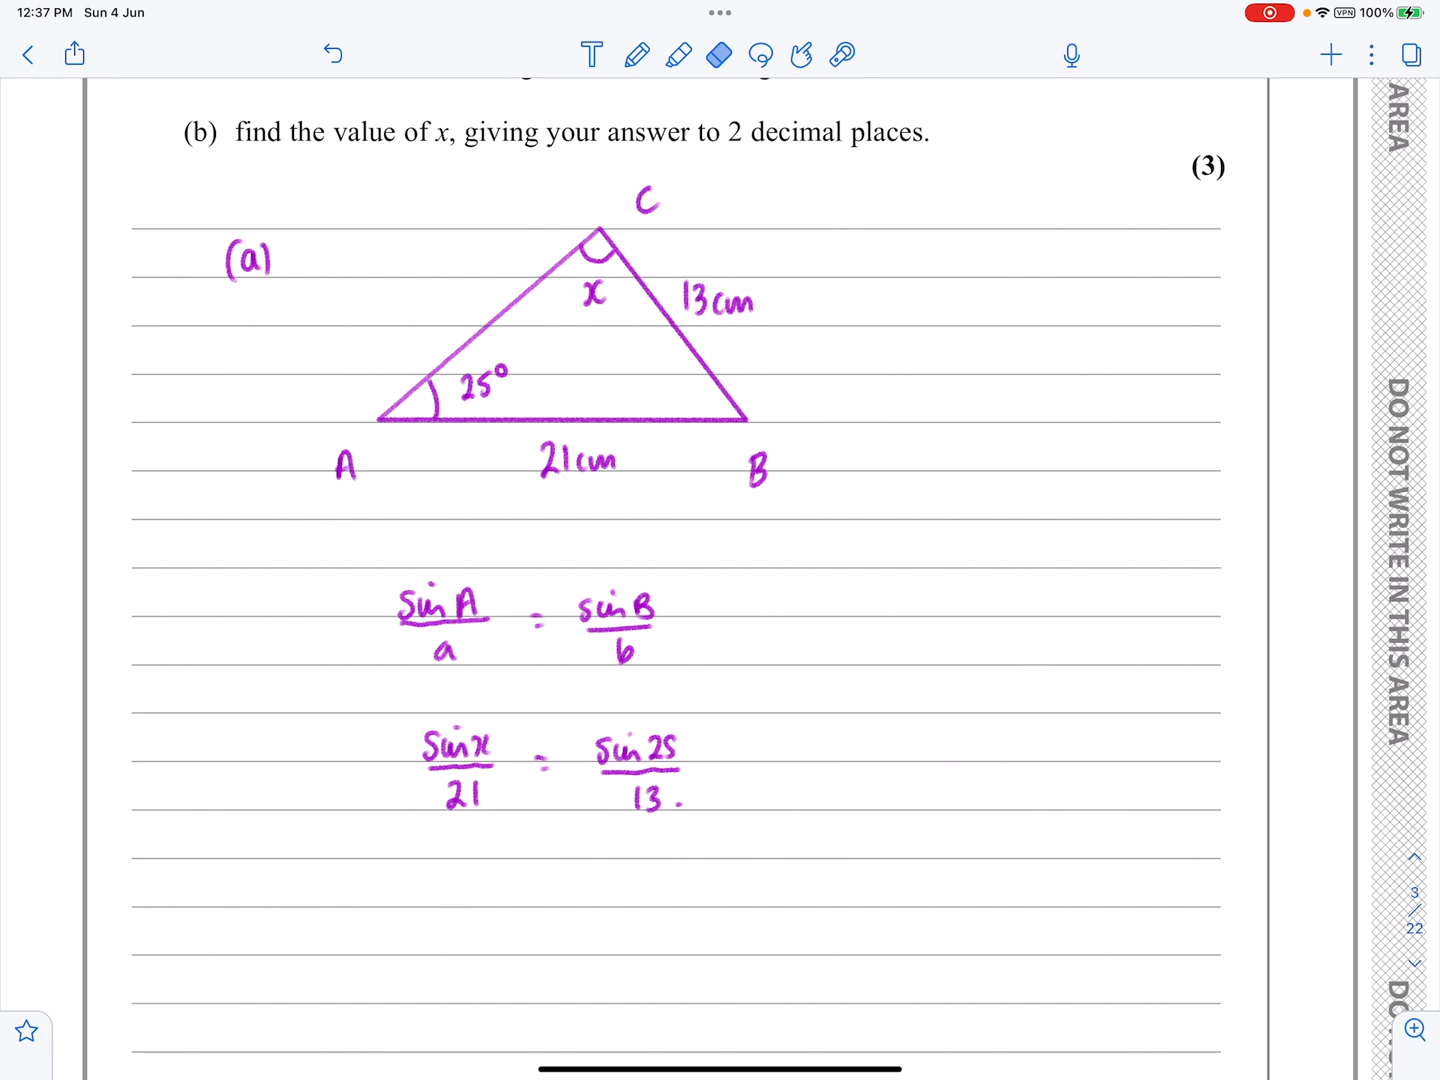 12:37 PM Sun 4 Jun
VPN 100%
(b) find the value of x, giving your answer to 2 decimal places.
(3)
C
(a)
x
13cm
25°
A
21cm
B
sin A / a = sin B / b
sin x / 21 = sin 25 / 13.
AREA
DO NOT WRITE IN THIS AREA
3 / 22